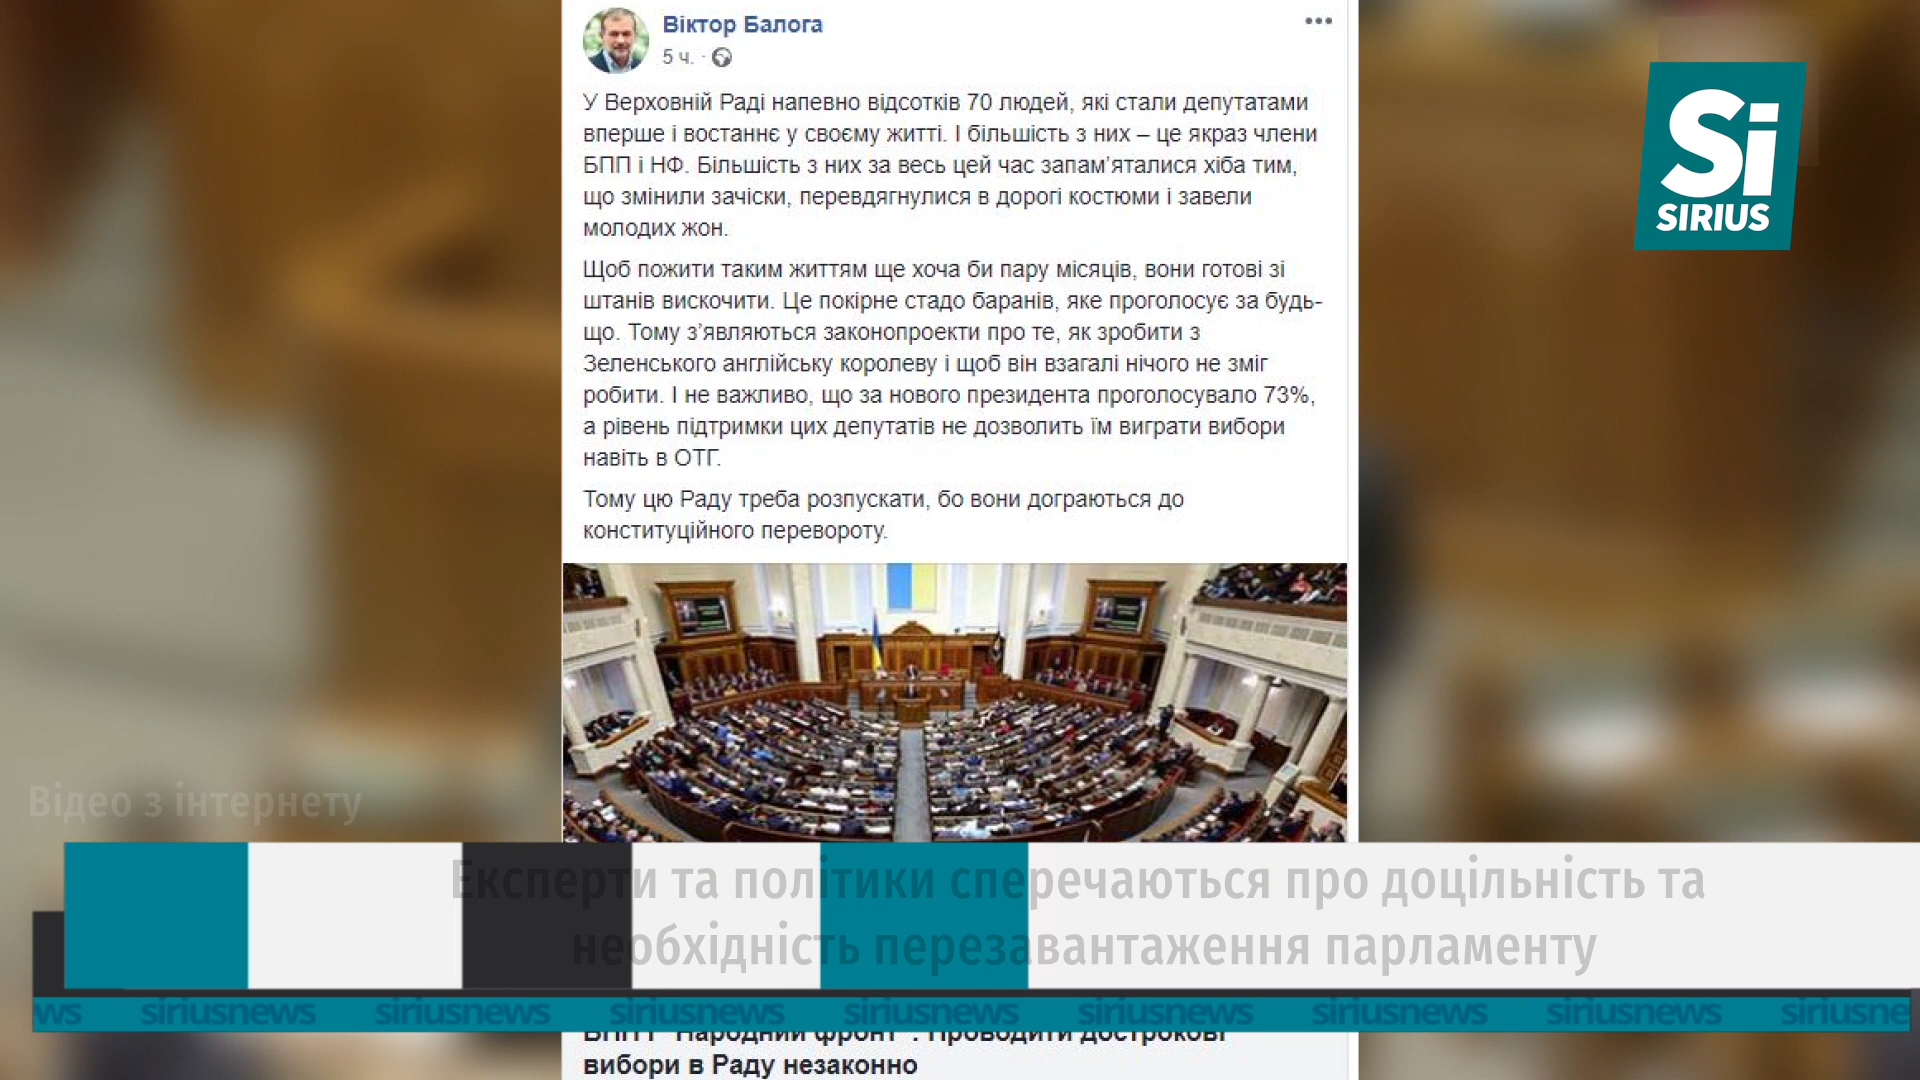 Віктор Балога
5 ч. ·
У Верховній Раді напевно відсотків 70 людей, які стали депутатами
вперше і востаннє у своєму житті. І більшість з них – це якраз члени
БПП і НФ. Більшість з них за весь цей час запам’яталися хіба тим,
що змінили зачіски, перевдягнулися в дорогі костюми і завели
молодих жон.
Щоб пожити таким життям ще хоча би пару місяців, вони готові зі
штанів вискочити. Це покірне стадо баранів, яке проголосує за будь-
що. Тому з’являються законопроекти про те, як зробити з
Зеленського англійську королеву і щоб він взагалі нічого не зміг
робити. І не важливо, що за нового президента проголосувало 73%,
а рівень підтримки цих депутатів не дозволить їм виграти вибори
навіть в ОТГ.
Тому цю Раду треба розпускати, бо вони дограються до
конституційного перевороту.
Si
SIRIUS
Відео з інтернету
Експерти та політики сперечаються про доцільність та
необхідність перезавантаження парламенту
ws siriusnews siriusnews siriusnews siriusnews siriusnews siriusnews siriusnews siriusne
БПП і "Народний фронт": Проводити дострокові
вибори в Раду незаконно